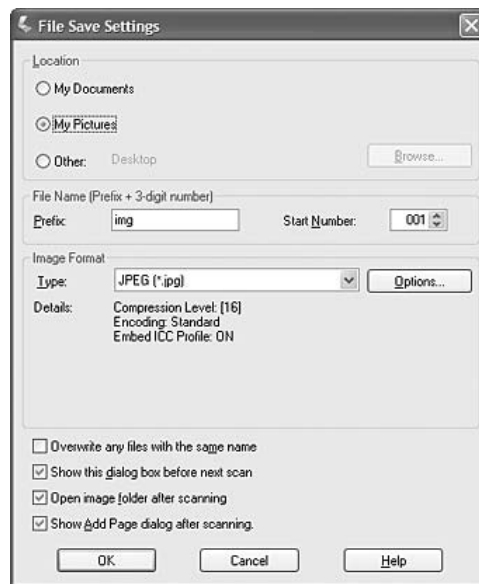 File Save Settings
Location
My Documents
My Pictures
Other: Desktop Browse...
File Name (Prefix + 3-digit number)
Prefix: img Start Number: 001
Image Format
Type: JPEG (*.jpg) Options...
Details: Compression Level: [16]
Encoding: Standard
Embed ICC Profile: ON
Overwrite any files with the same name
Show this dialog box before next scan
Open image folder after scanning
Show Add Page dialog after scanning.
OK Cancel Help